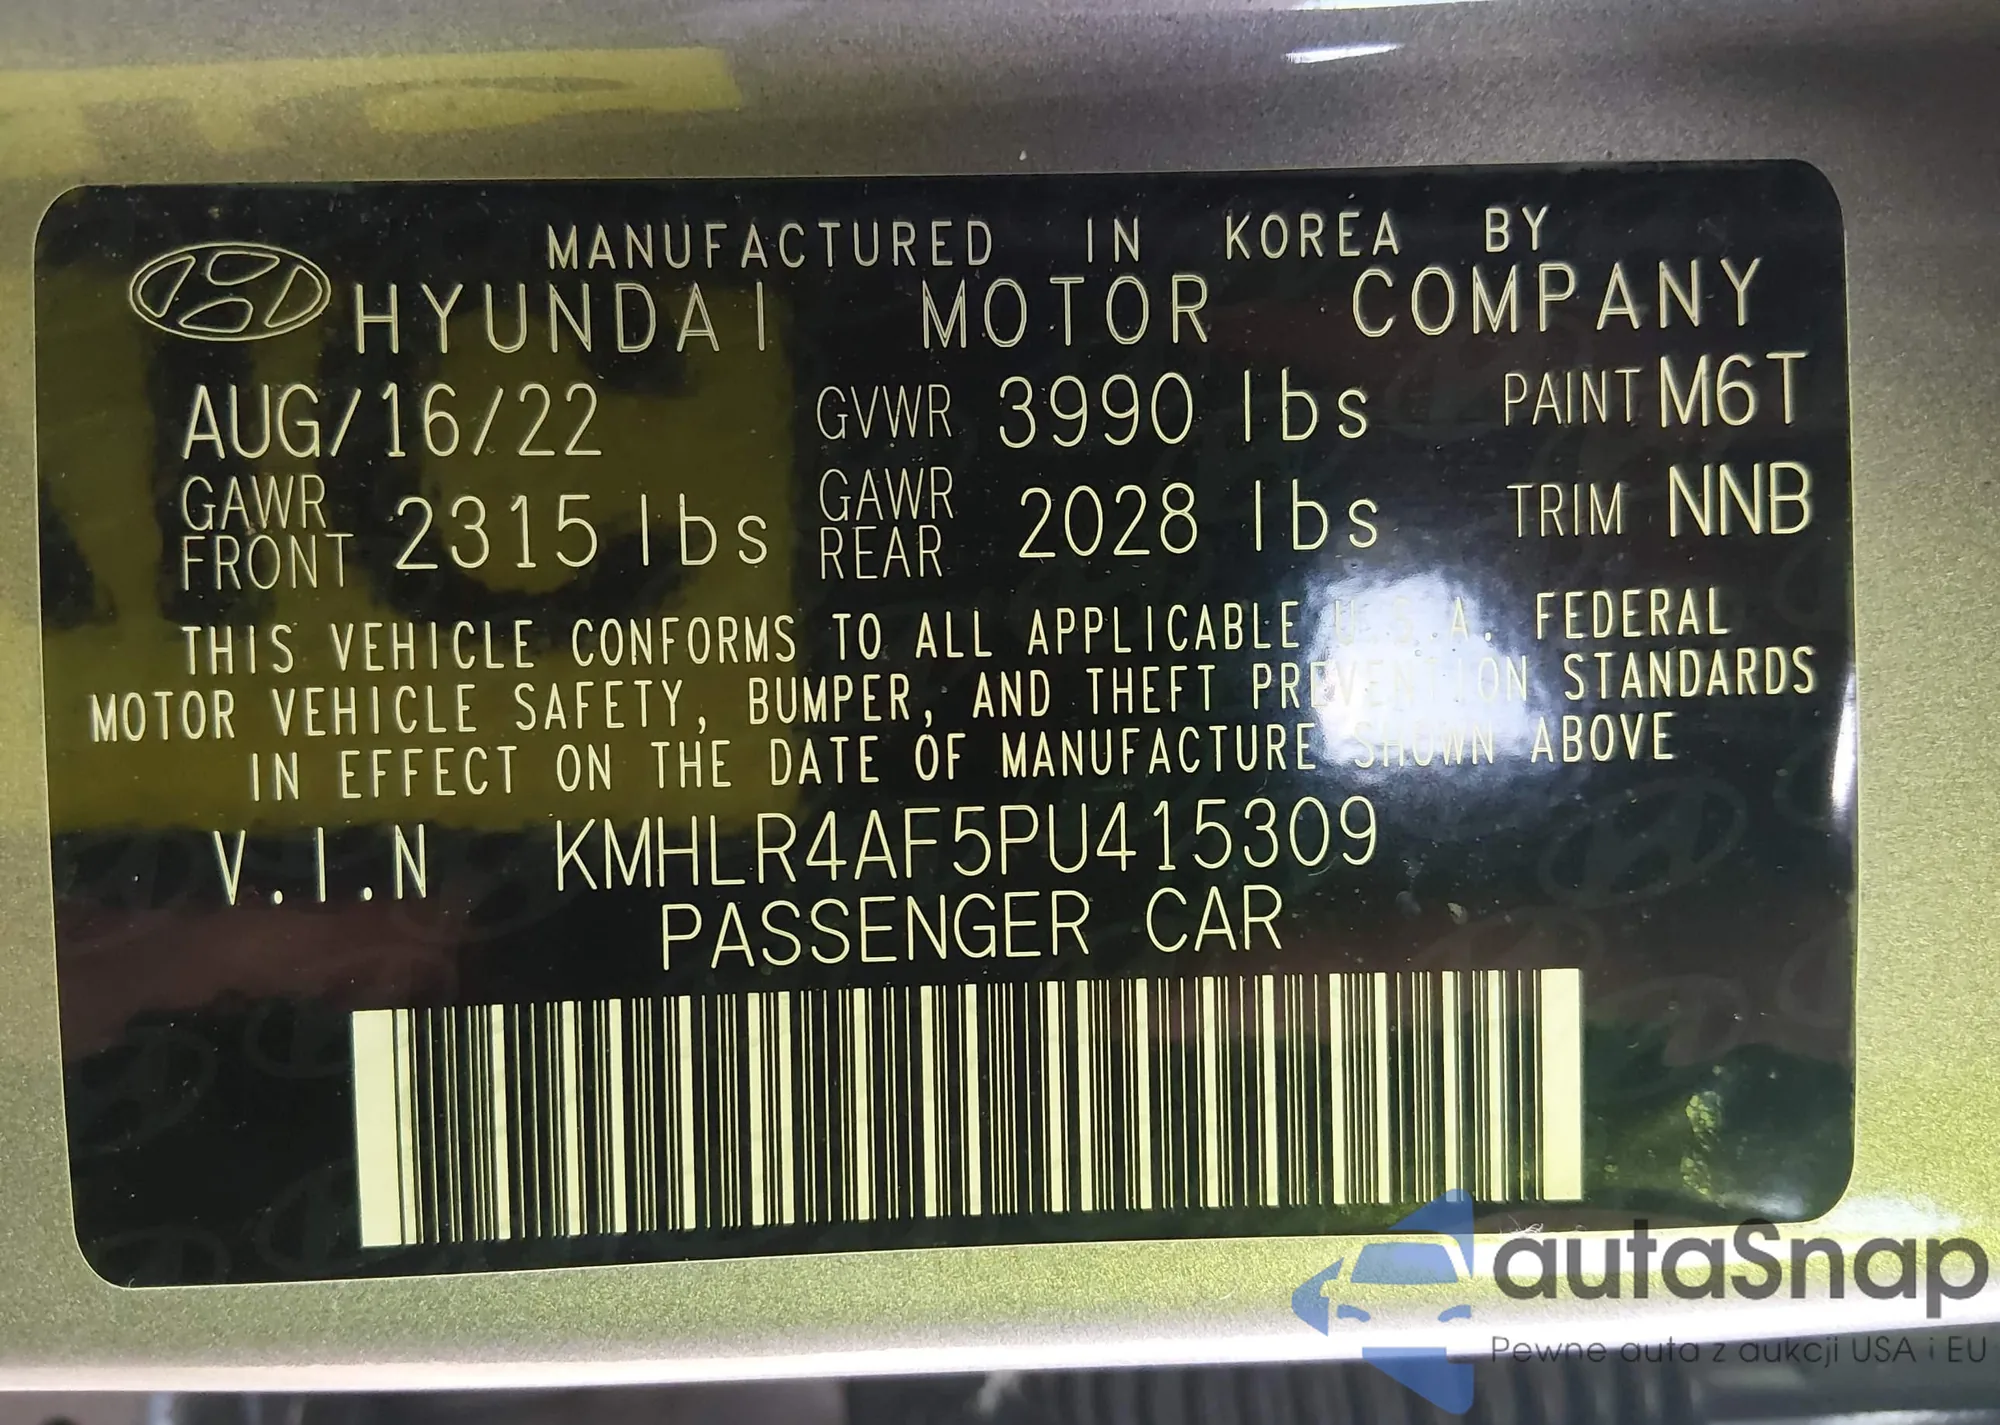 MANUFACTURED IN KOREA BY
HYUNDAI MOTOR COMPANY
AUG/16/22 GVWR 3990 lbs PAINT M6T
GAWR FRONT 2315 lbs GAWR REAR 2028 lbs TRIM NNB
THIS VEHICLE CONFORMS TO ALL APPLICABLE U.S.A. FEDERAL
MOTOR VEHICLE SAFETY, BUMPER, AND THEFT PREVENTION STANDARDS
IN EFFECT ON THE DATE OF MANUFACTURE SHOWN ABOVE
V.I.N KMHLR4AF5PU415309
PASSENGER CAR
autaSnap
Pewne auta z aukcji USA i EU